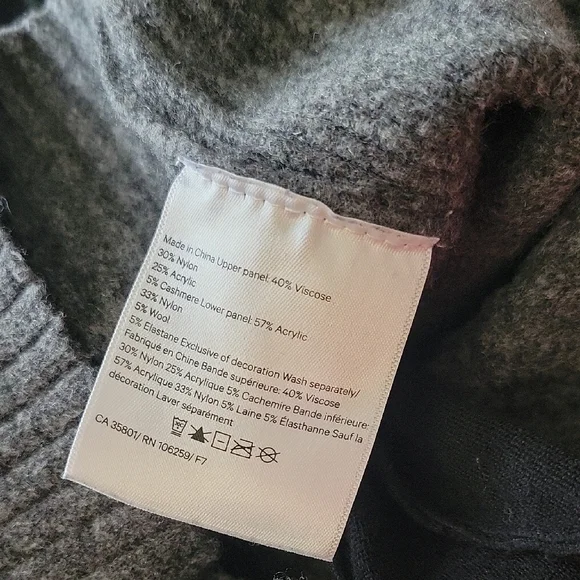 Made in China Upper panel: 40% Viscose
30% Nylon
25% Acrylic
5% Cashmere Lower panel: 57% Acrylic
33% Nylon
5% Wool
5% Elastane Exclusive of decoration Wash separately/
Fabriqué en Chine Bande supérieure: 40% Viscose
30% Nylon 25% Acrylique 5% Cachemire Bande inférieure:
57% Acrylique 33% Nylon 5% Laine 5% Élasthanne Sauf la
décoration Laver séparément
CA 35801/ RN 106259/ F7